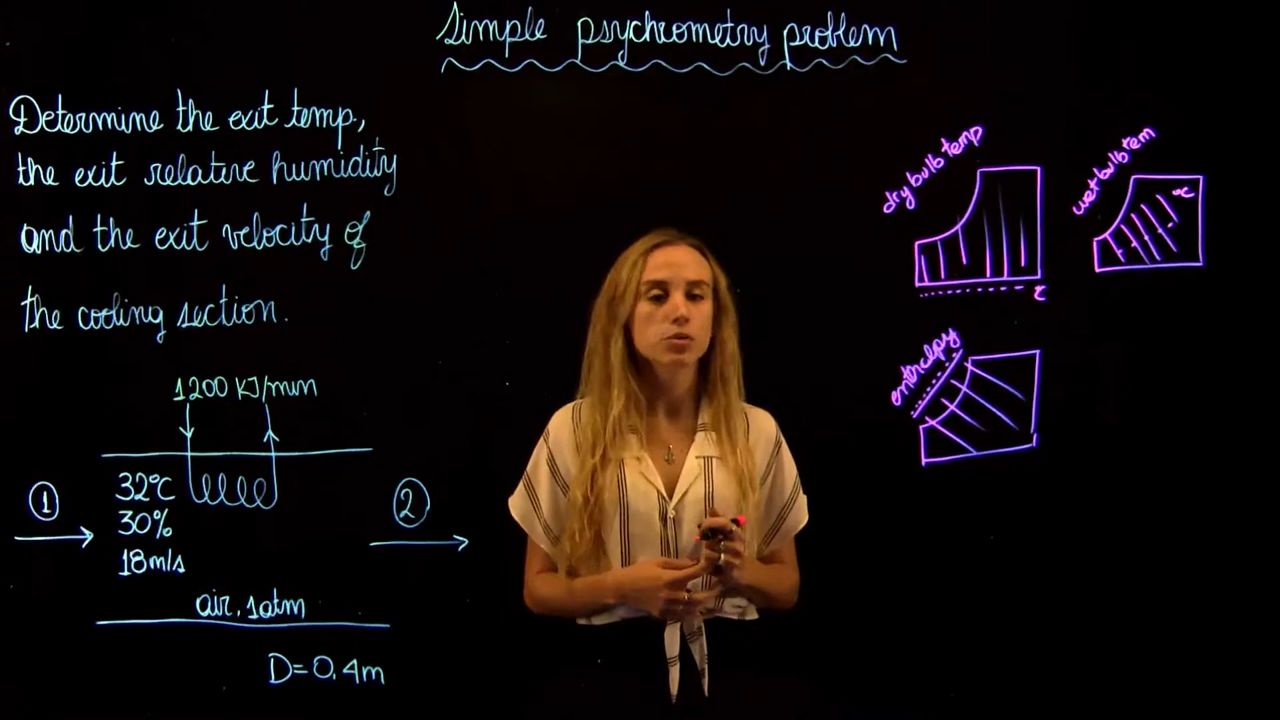 Simple psychrometry problem
Determine the exit temp,
the exit relative humidity
and the exit velocity of
the cooling section.
1200 KJ/min
1
32°C
30%
18m/s
2
air, 1atm
D=0.4m
dry bulb temp
°C
wet bulb tem
°C
enthalpy